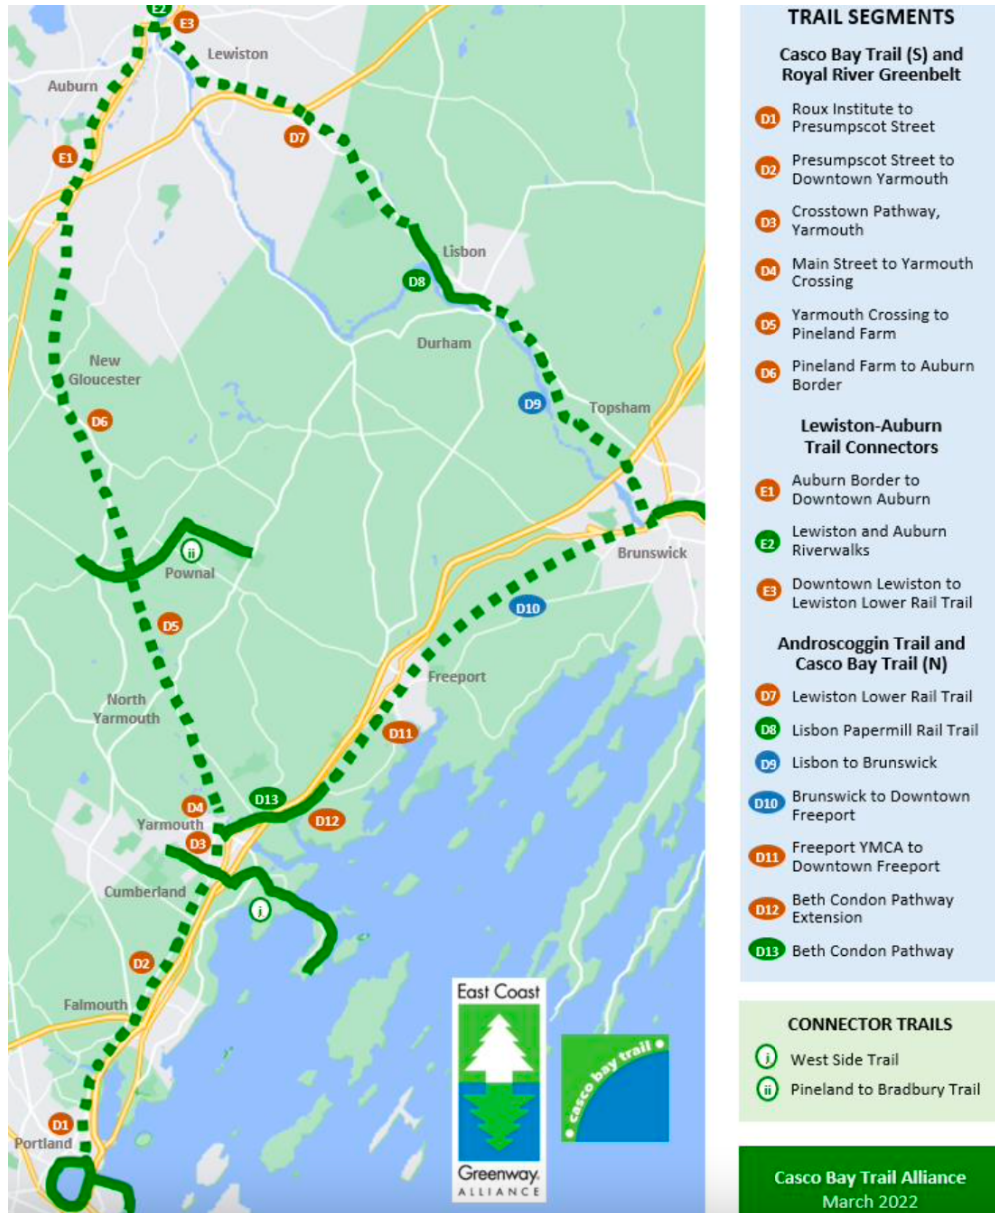 E2
E3
Lewiston
Auburn
D7
E1
Lisbon
D8
Durham
New
Gloucester
D9
Topsham
D6
Brunswick
ii
Pownal
D10
D5
Freeport
North
Yarmouth
D11
D13
D4
D12
Yarmouth
D3
Cumberland
j
D2
Falmouth
D1
Portland
East Coast
Greenway
ALLIANCE
casco bay trail
TRAIL SEGMENTS
Casco Bay Trail (S) and
Royal River Greenbelt
D1 Roux Institute to
Presumpscot Street
D2 Presumpscot Street to
Downtown Yarmouth
D3 Crosstown Pathway,
Yarmouth
D4 Main Street to Yarmouth
Crossing
D5 Yarmouth Crossing to
Pineland Farm
D6 Pineland Farm to Auburn
Border
Lewiston-Auburn
Trail Connectors
E1 Auburn Border to
Downtown Auburn
E2 Lewiston and Auburn
Riverwalks
E3 Downtown Lewiston to
Lewiston Lower Rail Trail
Androscoggin Trail and
Casco Bay Trail (N)
D7 Lewiston Lower Rail Trail
D8 Lisbon Papermill Rail Trail
D9 Lisbon to Brunswick
D10 Brunswick to Downtown
Freeport
D11 Freeport YMCA to
Downtown Freeport
D12 Beth Condon Pathway
Extension
D13 Beth Condon Pathway
CONNECTOR TRAILS
j West Side Trail
ii Pineland to Bradbury Trail
Casco Bay Trail Alliance
March 2022